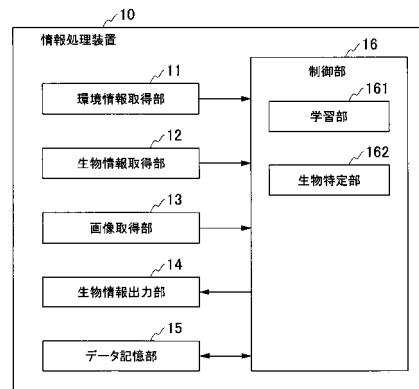 10
情報処理装置
11
環境情報取得部
12
生物情報取得部
13
画像取得部
14
生物情報出力部
15
データ記憶部
16
制御部
161
学習部
162
生物特定部